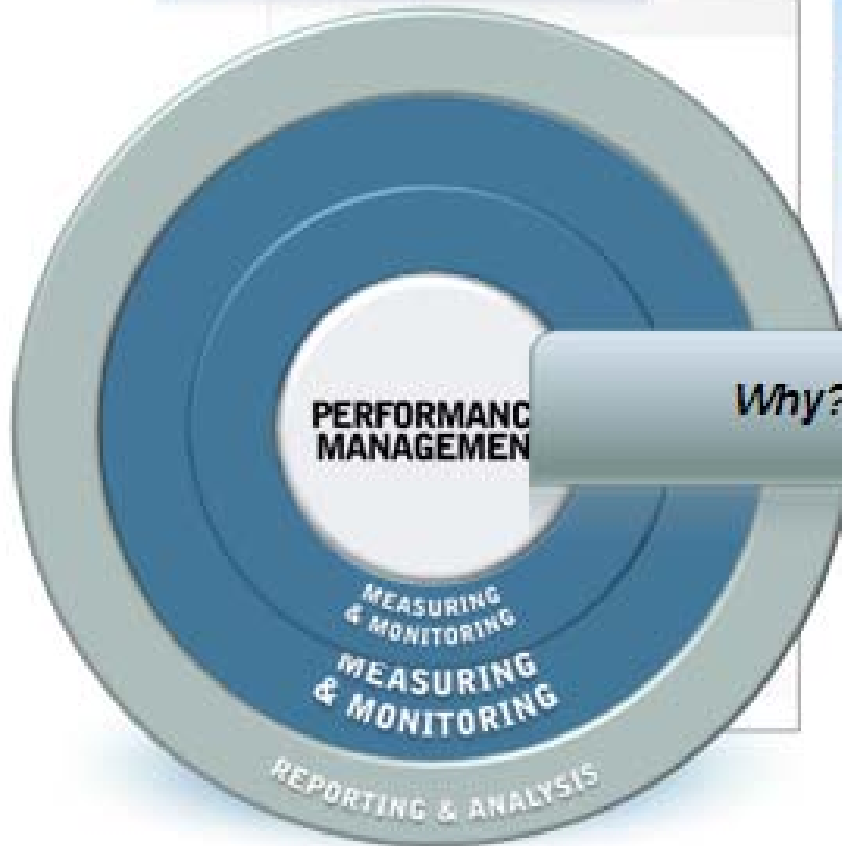 PERFORMANC
MANAGEMEN
Why?
MEASURING
& MONITORING
MEASURING
& MONITORING
REPORTING & ANALYSIS